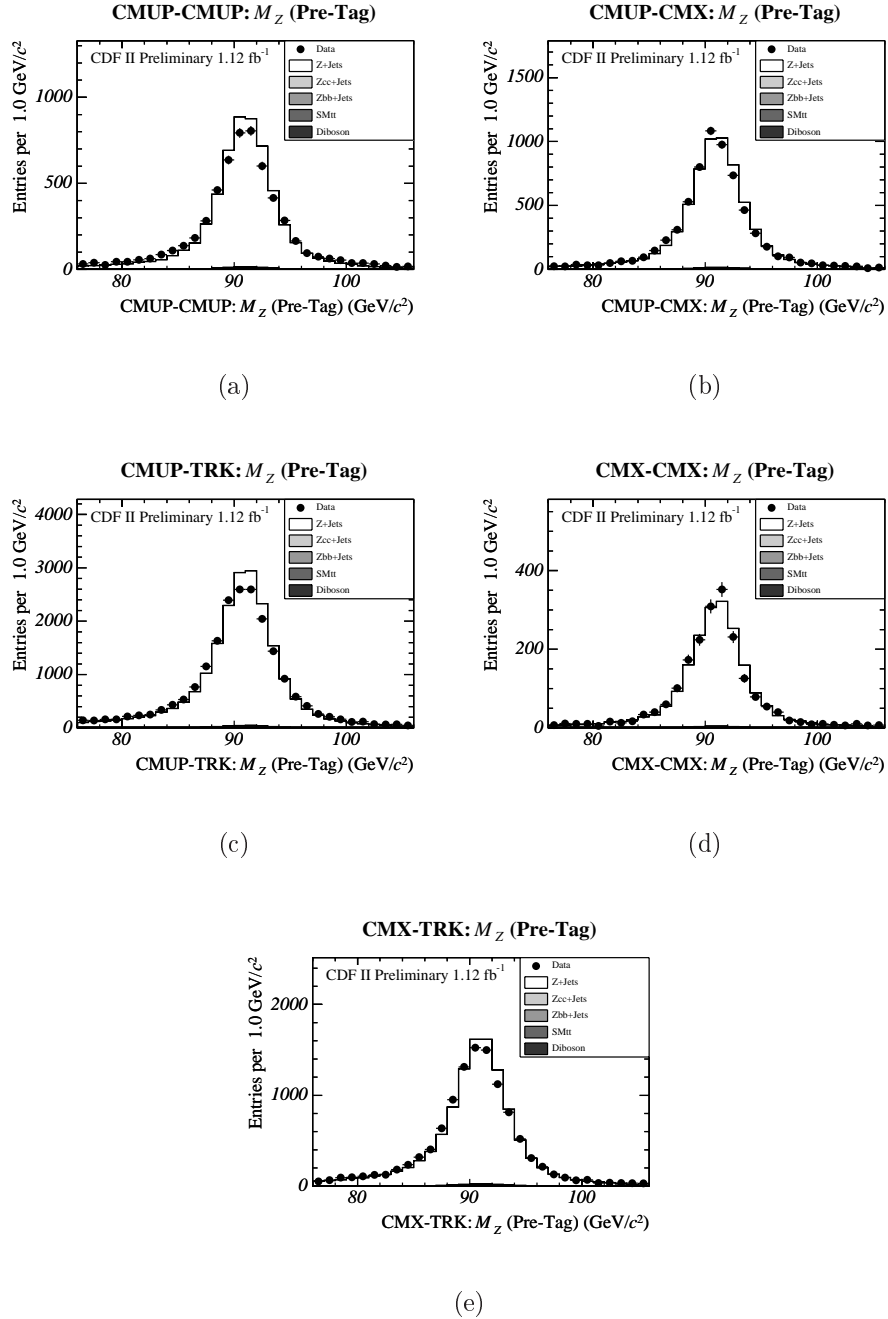 CMUP-CMUP: M_Z (Pre-Tag)
CDF II Preliminary 1.12 fb⁻¹
Data
Z+Jets
Zcc+Jets
Zbb+Jets
SMtt
Diboson
Entries per 1.0 GeV/c²
1000
500
0
80
90
100
CMUP-CMUP: M_Z (Pre-Tag) (GeV/c²)
(a)
CMUP-CMX: M_Z (Pre-Tag)
CDF II Preliminary 1.12 fb⁻¹
Data
Z+Jets
Zcc+Jets
Zbb+Jets
SMtt
Diboson
Entries per 1.0 GeV/c²
1500
1000
500
0
80
90
100
CMUP-CMX: M_Z (Pre-Tag) (GeV/c²)
(b)
CMUP-TRK: M_Z (Pre-Tag)
CDF II Preliminary 1.12 fb⁻¹
Data
Z+Jets
Zcc+Jets
Zbb+Jets
SMtt
Diboson
Entries per 1.0 GeV/c²
4000
3000
2000
1000
0
80
90
100
CMUP-TRK: M_Z (Pre-Tag) (GeV/c²)
(c)
CMX-CMX: M_Z (Pre-Tag)
CDF II Preliminary 1.12 fb⁻¹
Data
Z+Jets
Zcc+Jets
Zbb+Jets
SMtt
Diboson
Entries per 1.0 GeV/c²
400
200
0
80
90
100
CMX-CMX: M_Z (Pre-Tag) (GeV/c²)
(d)
CMX-TRK: M_Z (Pre-Tag)
CDF II Preliminary 1.12 fb⁻¹
Data
Z+Jets
Zcc+Jets
Zbb+Jets
SMtt
Diboson
Entries per 1.0 GeV/c²
2000
1000
0
80
90
100
CMX-TRK: M_Z (Pre-Tag) (GeV/c²)
(e)